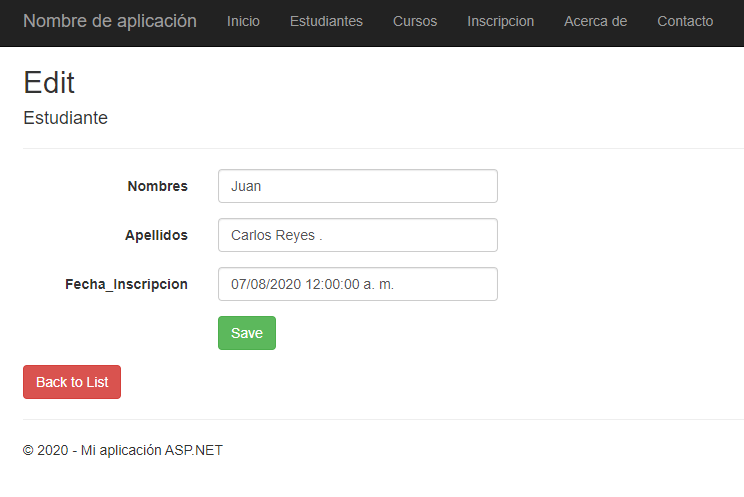 Nombre de aplicación Inicio Estudiantes Cursos Inscripcion Acerca de Contacto
Edit
Estudiante
Nombres Juan
Apellidos Carlos Reyes .
Fecha_Inscripcion 07/08/2020 12:00:00 a. m.
Save
Back to List
© 2020 - Mi aplicación ASP.NET